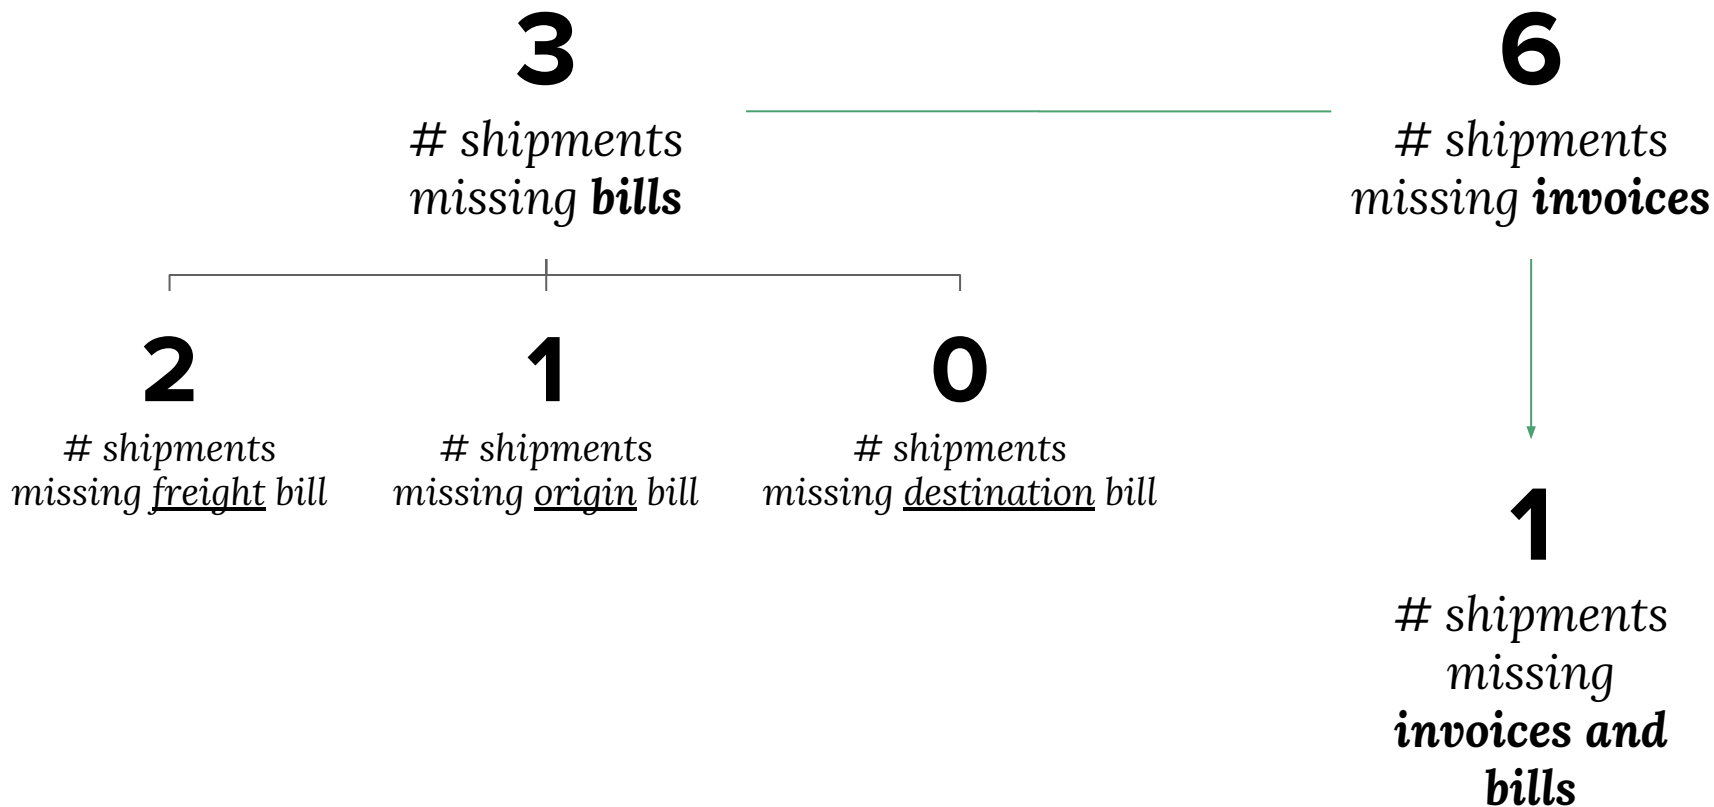 3
# shipments
missing bills
6
# shipments
missing invoices
2
# shipments
missing freight bill
1
# shipments
missing origin bill
0
# shipments
missing destination bill
1
# shipments
missing
invoices and
bills